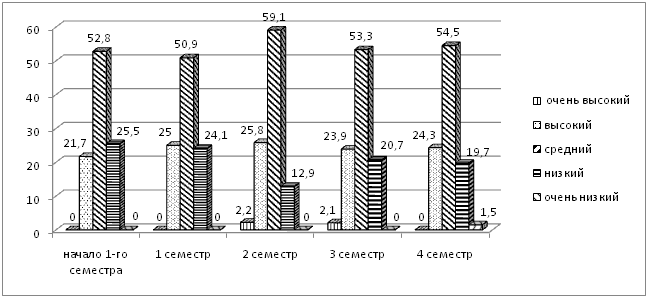 60
50
40
30
20
10
0
0
21,7
52,8
25,5
0
0
25
50,9
24,1
0
2,2
25,8
59,1
12,9
0
2,1
23,9
53,3
20,7
0
0
24,3
54,5
19,7
1,5
начало 1-го
семестра
1 семестр
2 семестр
3 семестр
4 семестр
очень высокий
высокий
средний
низкий
очень низкий